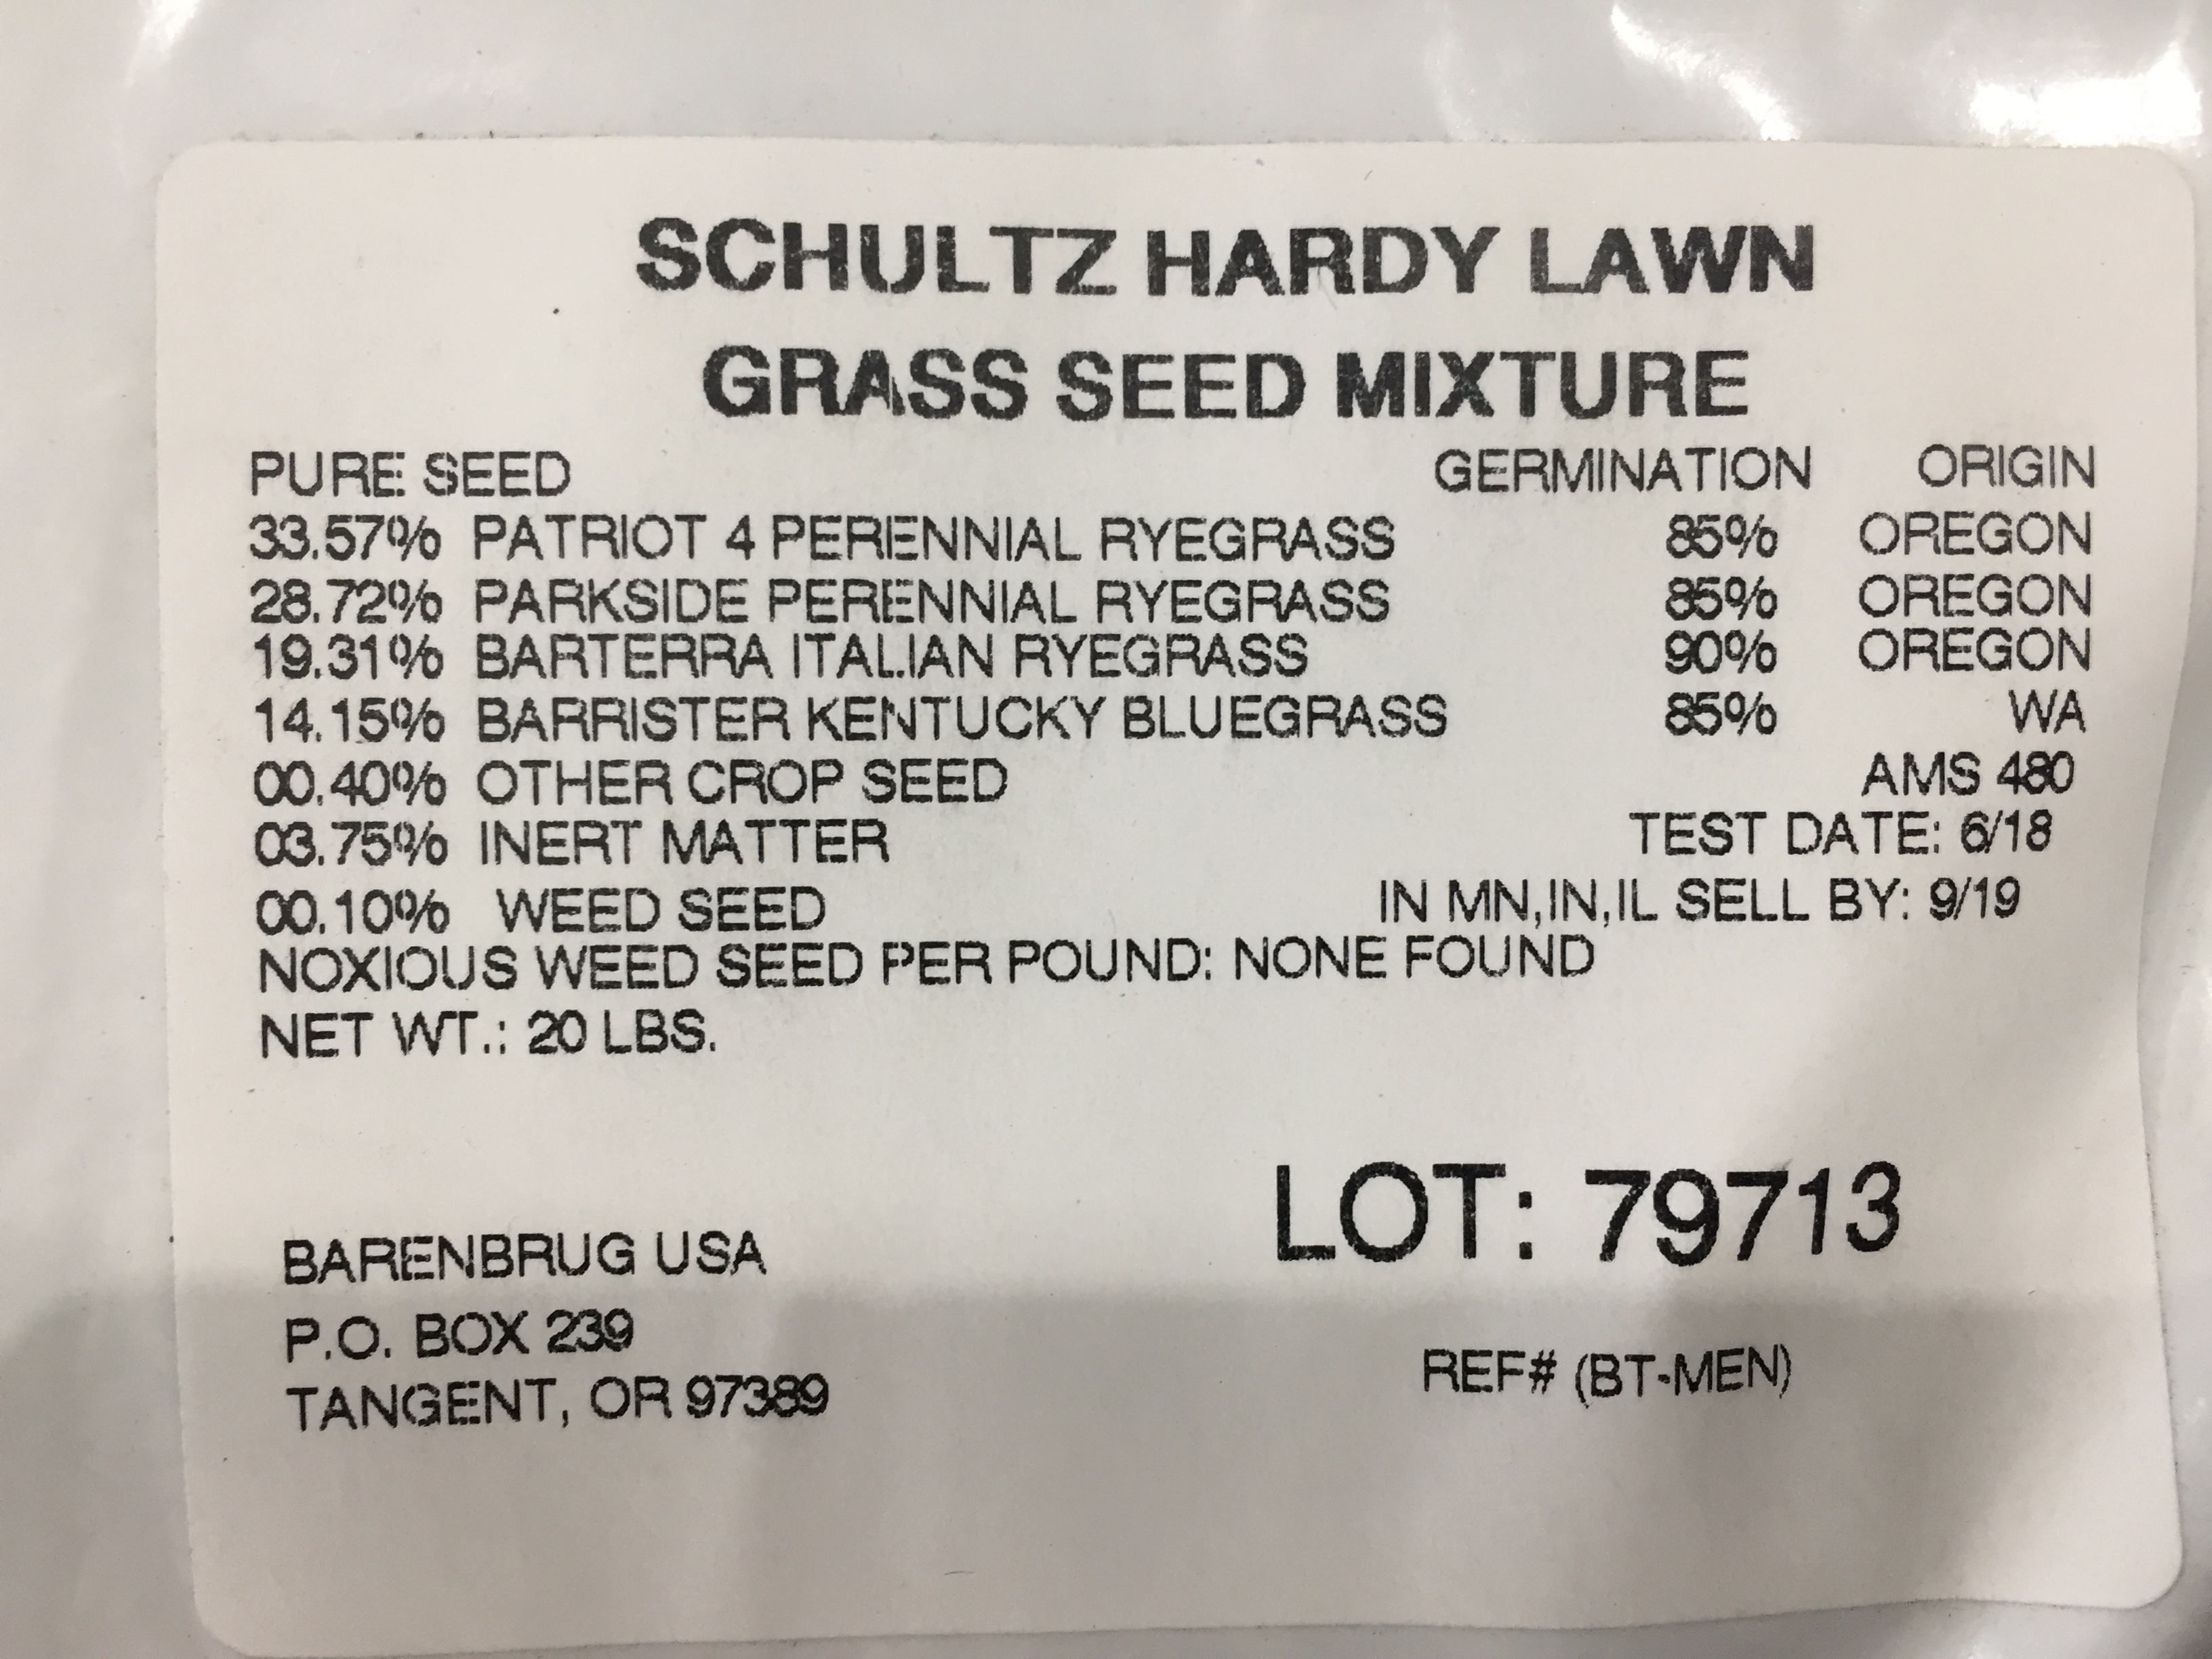 SCHULTZ HARDY LAWN
GRASS SEED MIXTURE
PURE SEED GERMINATION ORIGIN
33.57% PATRIOT 4 PERENNIAL RYEGRASS 85% OREGON
28.72% PARKSIDE PERENNIAL RYEGRASS 85% OREGON
19.31% BARTERRA ITALIAN RYEGRASS 90% OREGON
14.15% BARRISTER KENTUCKY BLUEGRASS 85% WA
00.40% OTHER CROP SEED AMS 480
03.75% INERT MATTER TEST DATE: 6/18
00.10% WEED SEED IN MN,IN,IL SELL BY: 9/19
NOXIOUS WEED SEED PER POUND: NONE FOUND
NET WT.: 20 LBS.
LOT: 79713
BARENBRUG USA
P.O. BOX 239
TANGENT, OR 97389
REF# (BT-MEN)